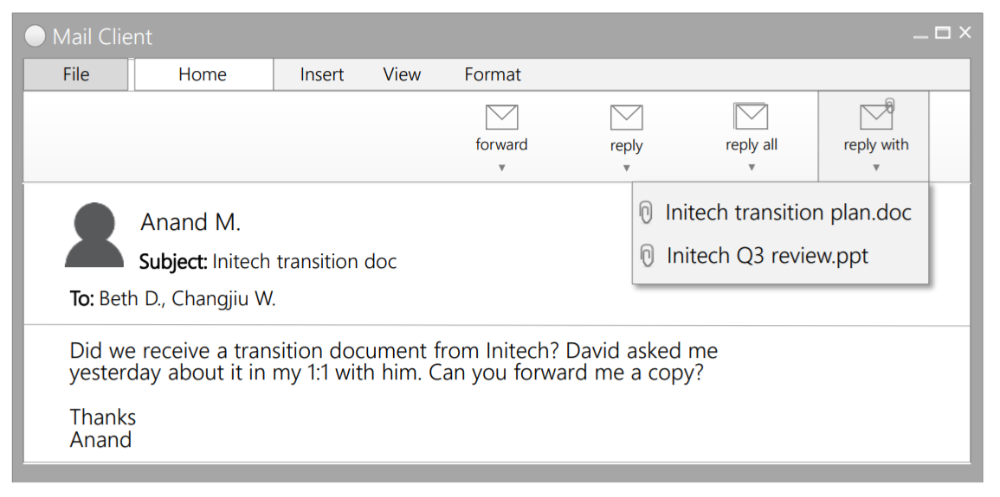 Mail Client
File Home Insert View Format
forward reply reply all reply with
Initech transition plan.doc
Initech Q3 review.ppt
Anand M.
Subject: Initech transition doc
To: Beth D., Changjiu W.
Did we receive a transition document from Initech? David asked me
yesterday about it in my 1:1 with him. Can you forward me a copy?
Thanks
Anand